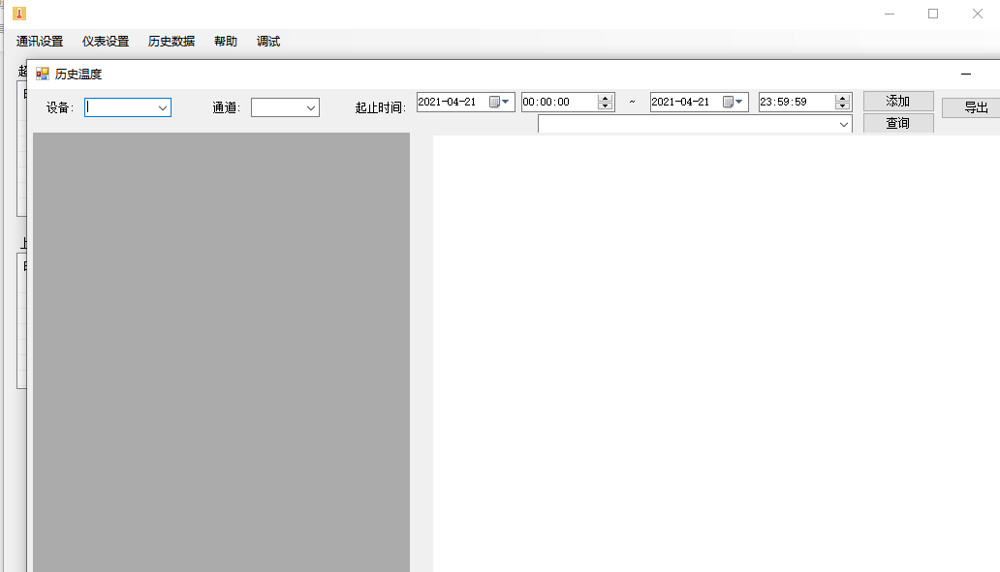 通讯设置 仪表设置 历史数据 帮助 调试
历史温度
设备: 通道: 起止时间: 2021-04-21 00:00:00 ~ 2021-04-21 23:59:59 添加 导出
查询